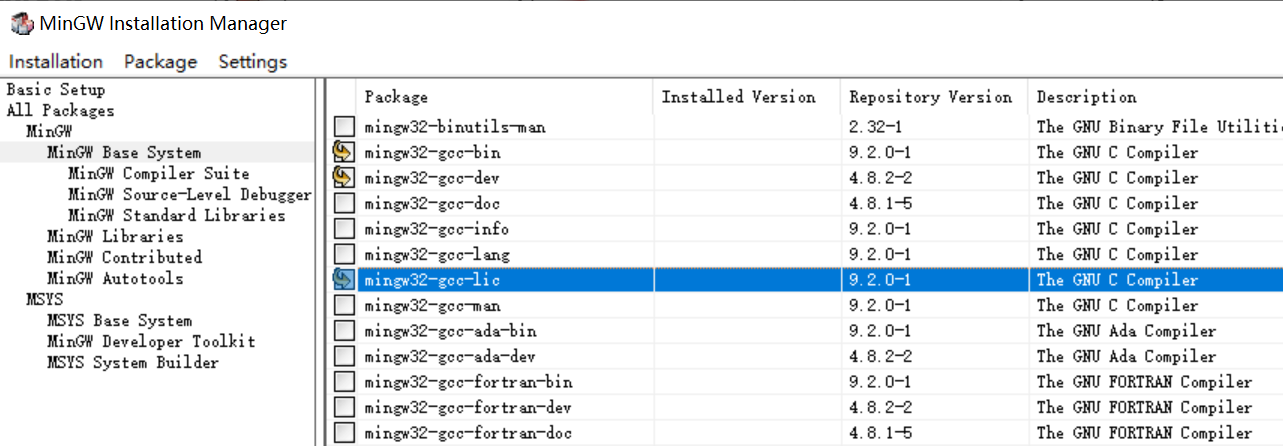 MinGW Installation Manager
Installation Package Settings
Basic Setup
All Packages
MinGW
MinGW Base System
MinGW Compiler Suite
MinGW Source-Level Debugger
MinGW Standard Libraries
MinGW Libraries
MinGW Contributed
MinGW Autotools
MSYS
MSYS Base System
MinGW Developer Toolkit
MSYS System Builder
Package Installed Version Repository Version Description
mingw32-binutils-man 2.32-1 The GNU Binary File Utilitie
mingw32-gcc-bin 9.2.0-1 The GNU C Compiler
mingw32-gcc-dev 4.8.2-2 The GNU C Compiler
mingw32-gcc-doc 4.8.1-5 The GNU C Compiler
mingw32-gcc-info 9.2.0-1 The GNU C Compiler
mingw32-gcc-lang 9.2.0-1 The GNU C Compiler
mingw32-gcc-lic 9.2.0-1 The GNU C Compiler
mingw32-gcc-man 9.2.0-1 The GNU C Compiler
mingw32-gcc-ada-bin 9.2.0-1 The GNU Ada Compiler
mingw32-gcc-ada-dev 4.8.2-2 The GNU Ada Compiler
mingw32-gcc-fortran-bin 9.2.0-1 The GNU FORTRAN Compiler
mingw32-gcc-fortran-dev 4.8.2-2 The GNU FORTRAN Compiler
mingw32-gcc-fortran-doc 4.8.1-5 The GNU FORTRAN Compiler